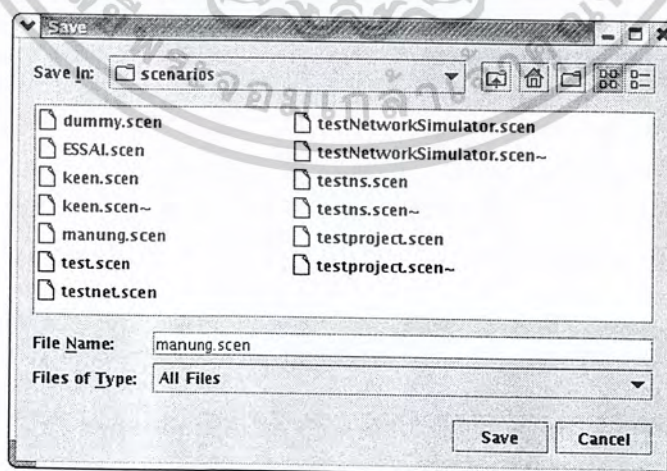 Save
Save In: scenarios
dummy.scen
ESSAI.scen
keen.scen
keen.scen~
manung.scen
test.scen
testnet.scen
testNetworkSimulator.scen
testNetworkSimulator.scen~
testns.scen
testns.scen~
testproject.scen
testproject.scen~
File Name: manung.scen
Files of Type: All Files
Save Cancel